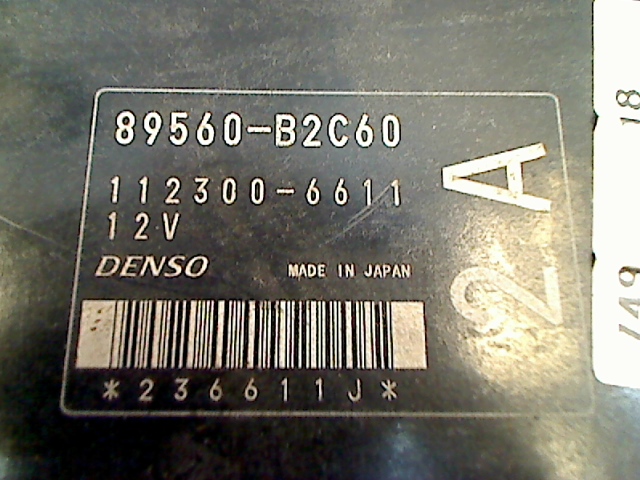 89560-B2C60
112300-6611
12V
DENSO
MADE IN JAPAN
*236611J*
2A
18